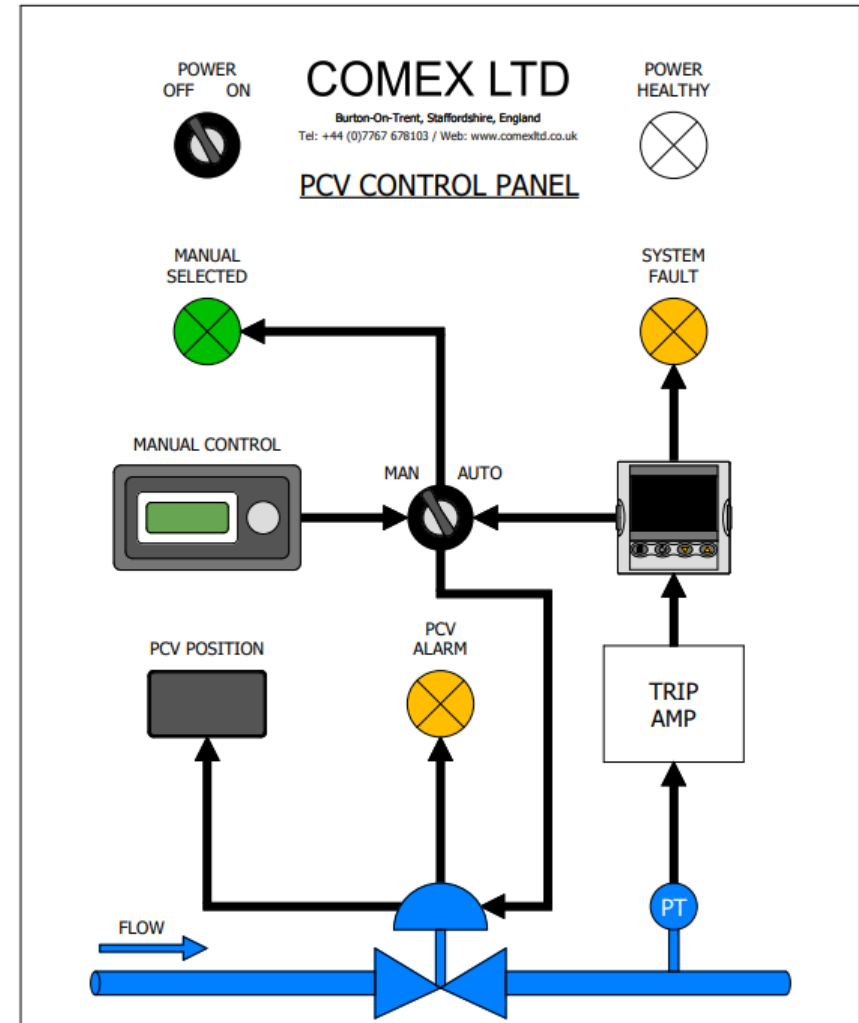 POWER
OFF ON
COMEX LTD
Burton-On-Trent, Staffordshire, England
Tel: +44 (0)7767 678103 / Web: www.comexltd.co.uk
PCV CONTROL PANEL
POWER
HEALTHY
MANUAL
SELECTED
SYSTEM
FAULT
MANUAL CONTROL
MAN AUTO
PCV POSITION
PCV
ALARM
TRIP
AMP
PT
FLOW